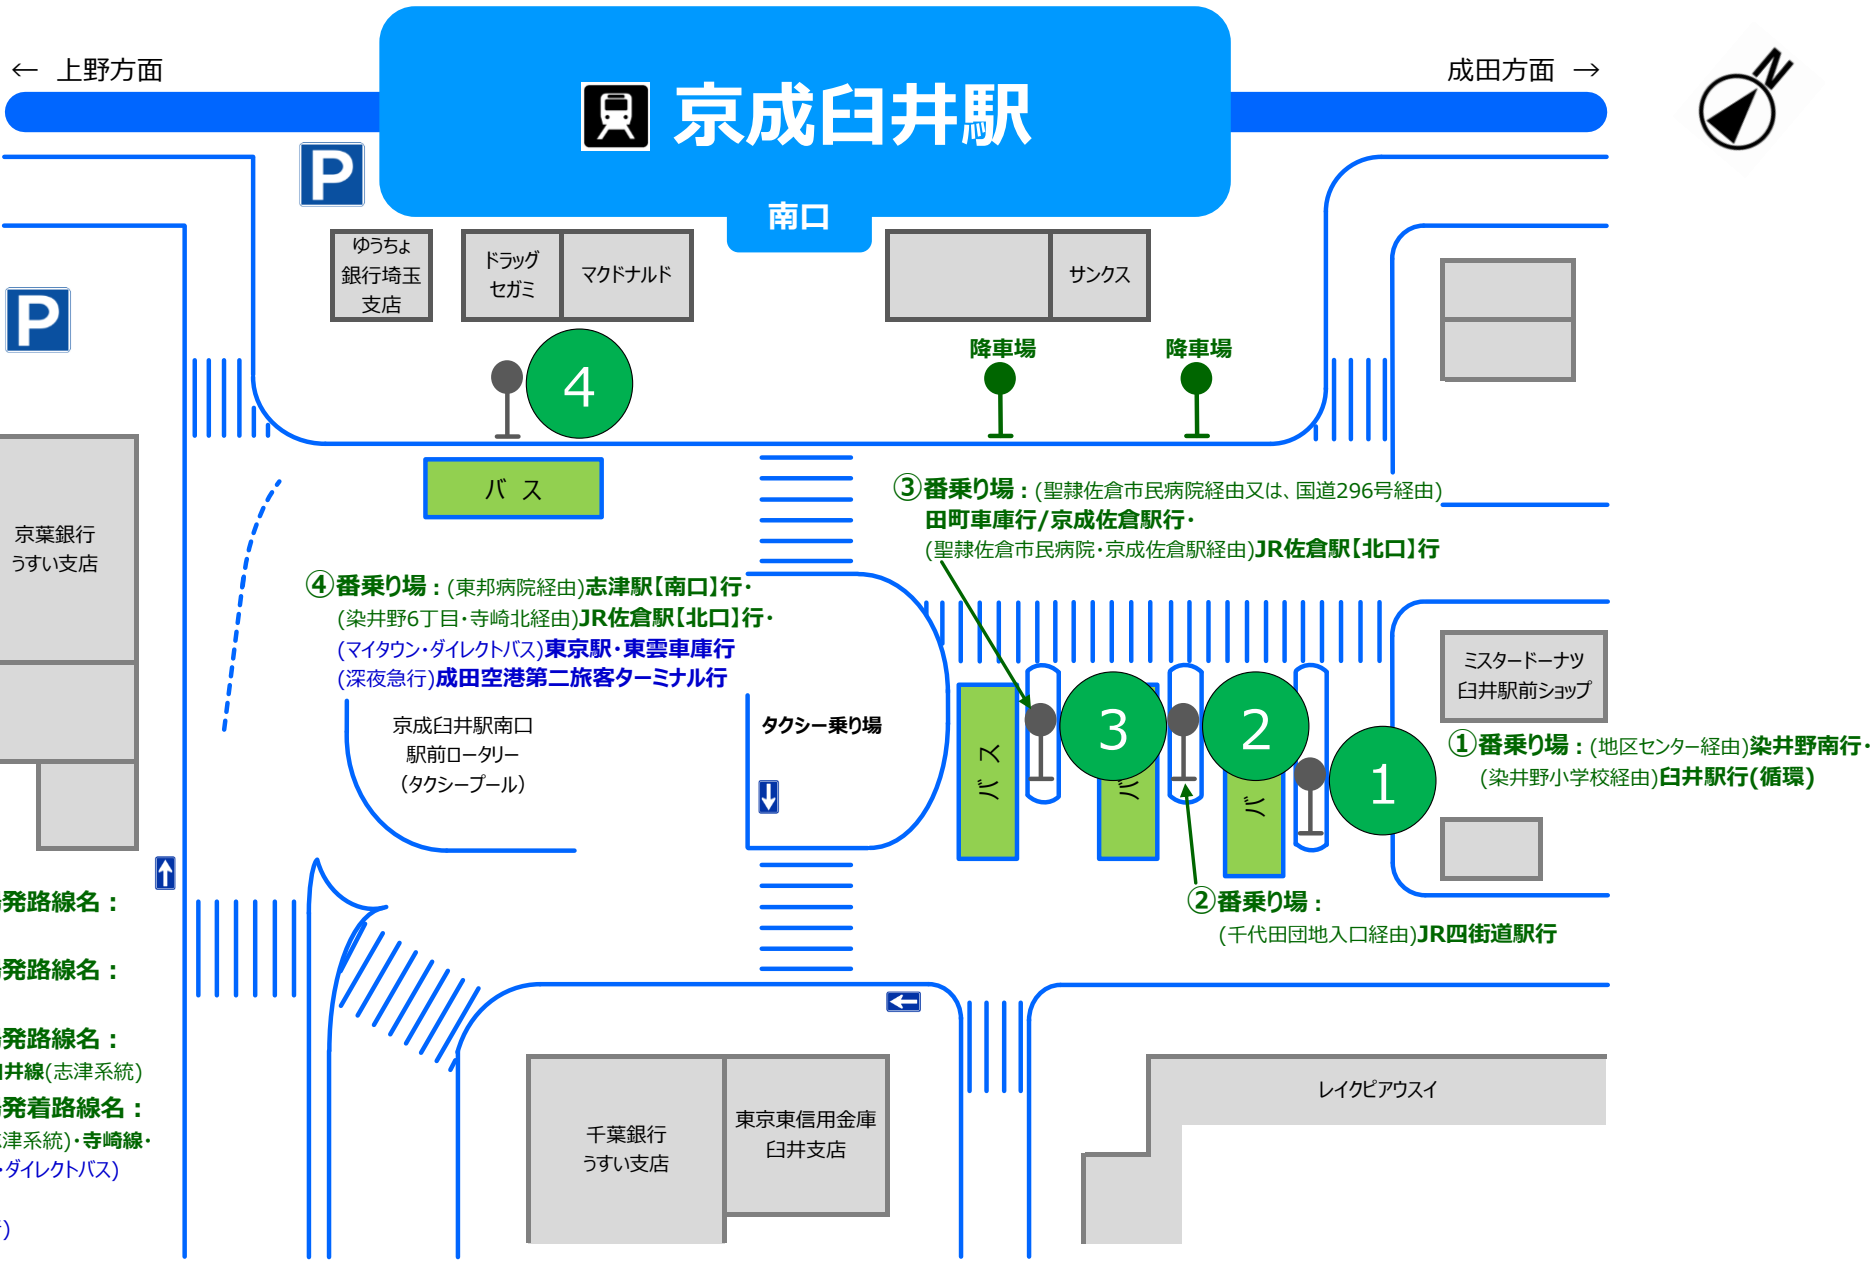 ← 上野方面
京成臼井駅
成田方面 →
N
P
南口
ゆうちょ
銀行埼玉
支店
ドラッグ
セガミ
マクドナルド
サンクス
P
4
降車場
降車場
バ ス
③番乗り場：(聖隷佐倉市民病院経由又は、国道296号経由)
田町車庫行/京成佐倉駅行・
(聖隷佐倉市民病院・京成佐倉駅経由)JR佐倉駅【北口】行
京葉銀行
うすい支店
④番乗り場：(東邦病院経由)志津駅【南口】行・
(染井野6丁目・寺崎北経由)JR佐倉駅【北口】行・
(マイタウン・ダイレクトバス)東京駅・東雲車庫行
(深夜急行)成田空港第二旅客ターミナル行
京成臼井駅南口
駅前ロータリー
（タクシープール）
タクシー乗り場
バ ス
3
バ
2
バ
1
ミスタードーナツ
臼井駅前ショップ
①番乗り場：(地区センター経由)染井野南行・
(染井野小学校経由)臼井駅行(循環)
②番乗り場：
(千代田団地入口経由)JR四街道駅行
発路線名：
発路線名：
発路線名：
井線(志津系統)
発着路線名：
津系統)・寺崎線・
・ダイレクトバス)
)
千葉銀行
うすい支店
東京東信用金庫
臼井支店
レイクピアウスイ